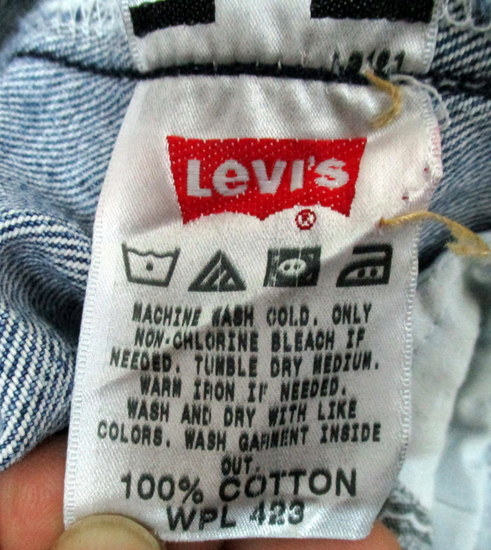 Levi's
®
MACHINE WASH COLD. ONLY
NON-CHLORINE BLEACH IF
NEEDED. TUMBLE DRY MEDIUM.
WARM IRON IF NEEDED.
WASH AND DRY WITH LIKE
COLORS. WASH GARMENT INSIDE
OUT.
100% COTTON
WPL 423